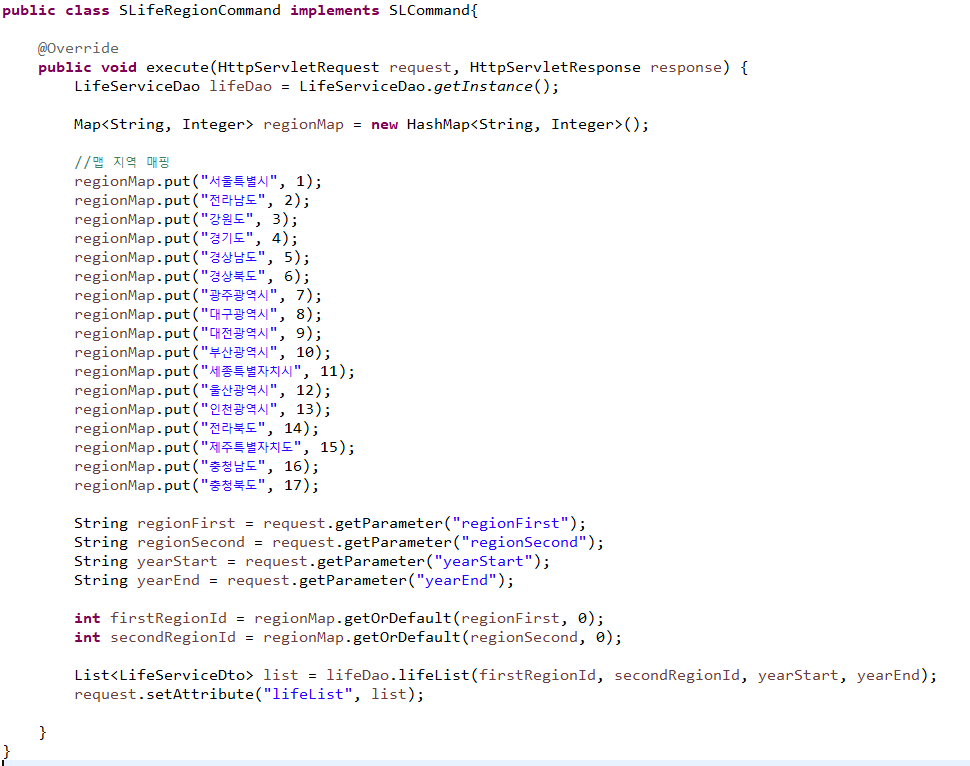 public class SLifeRegionCommand implements SLCommand{
@Override
public void execute(HttpServletRequest request, HttpServletResponse response) {
LifeServiceDao lifeDao = LifeServiceDao.getInstance();
Map<String, Integer> regionMap = new HashMap<String, Integer>();
//맵 지역 매핑
regionMap.put("서울특별시", 1);
regionMap.put("전라남도", 2);
regionMap.put("강원도", 3);
regionMap.put("경기도", 4);
regionMap.put("경상남도", 5);
regionMap.put("경상북도", 6);
regionMap.put("광주광역시", 7);
regionMap.put("대구광역시", 8);
regionMap.put("대전광역시", 9);
regionMap.put("부산광역시", 10);
regionMap.put("세종특별자치시", 11);
regionMap.put("울산광역시", 12);
regionMap.put("인천광역시", 13);
regionMap.put("전라북도", 14);
regionMap.put("제주특별자치도", 15);
regionMap.put("충청남도", 16);
regionMap.put("충청북도", 17);
String regionFirst = request.getParameter("regionFirst");
String regionSecond = request.getParameter("regionSecond");
String yearStart = request.getParameter("yearStart");
String yearEnd = request.getParameter("yearEnd");
int firstRegionId = regionMap.getOrDefault(regionFirst, 0);
int secondRegionId = regionMap.getOrDefault(regionSecond, 0);
List<LifeServiceDto> list = lifeDao.lifeList(firstRegionId, secondRegionId, yearStart, yearEnd);
request.setAttribute("lifeList", list);
}
}